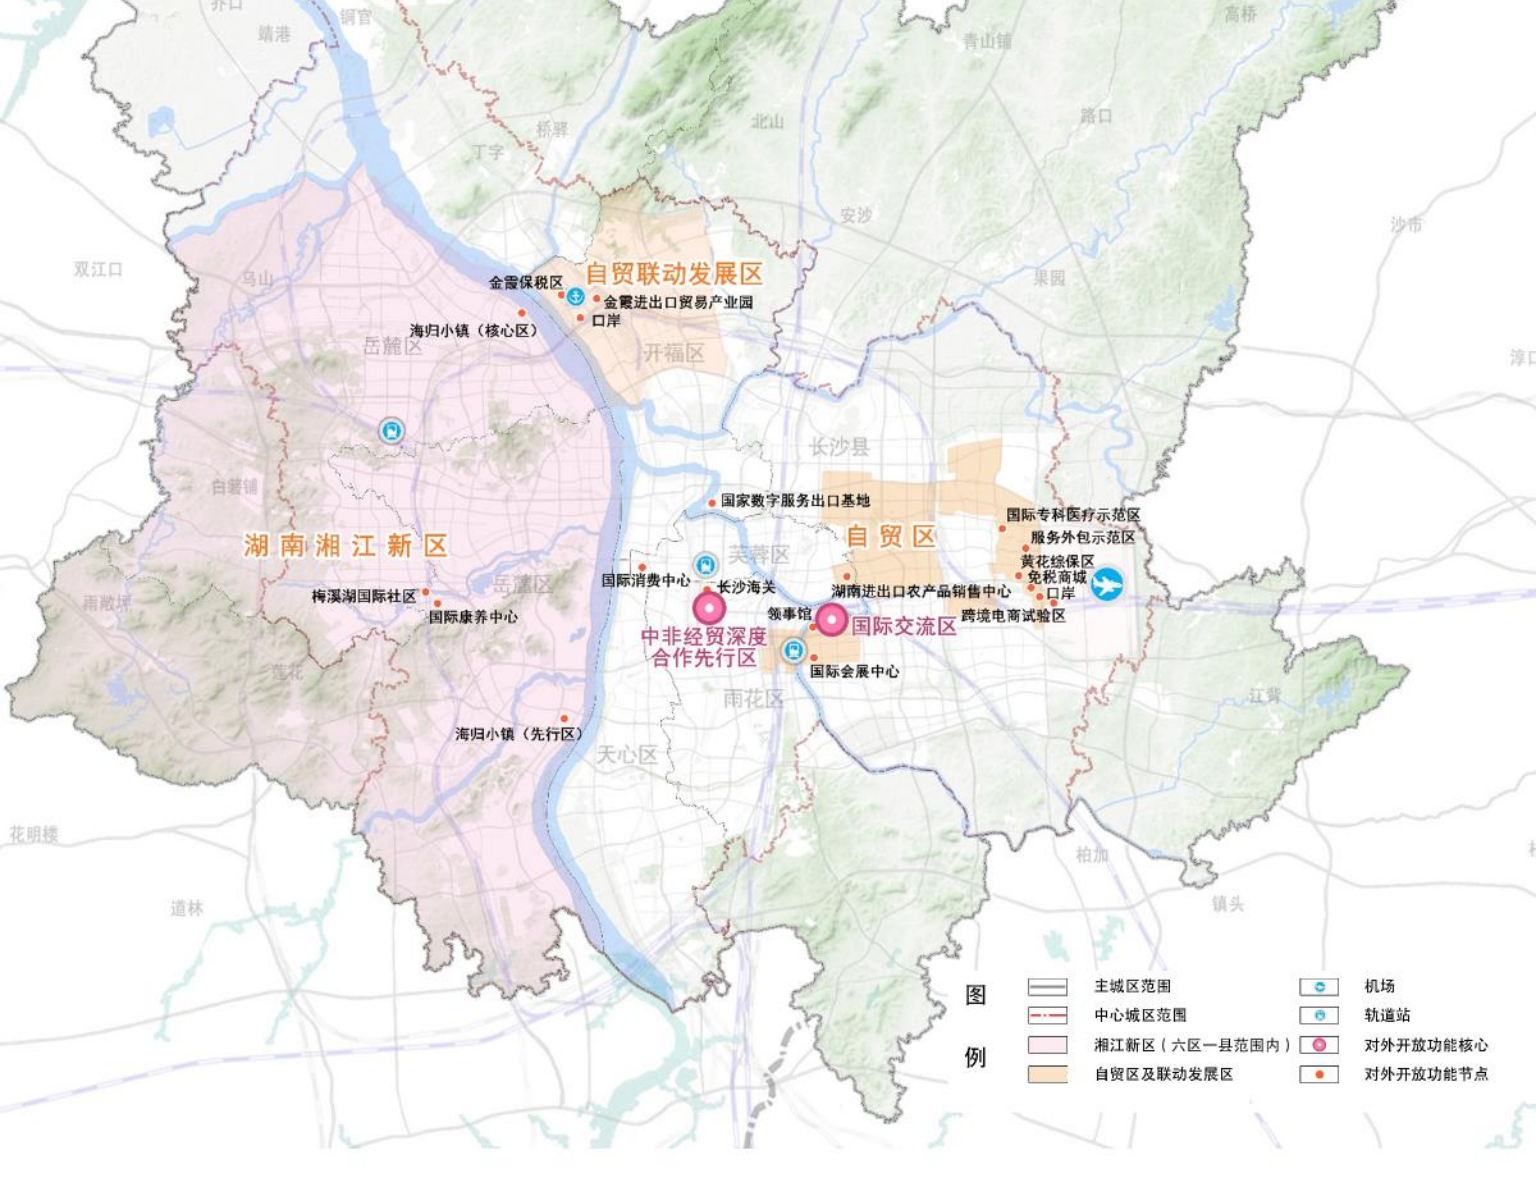 乔口
铜官
靖港
高桥
青山铺
桥驿
北山
路口
丁字
安沙
沙市
双江口
乌山
果园
自贸联动发展区
金霞保税区
金霞进出口贸易产业园
口岸
海归小镇（核心区）
岳麓区
开福区
长沙县
白箬铺
国家数字服务出口基地
国际专科医疗示范区
自贸区
服务外包示范区
湖南湘江新区
芙蓉区
黄花综保区
国际消费中心
长沙海关
免税商城
岳麓区
湖南进出口农产品销售中心
口岸
梅溪湖国际社区
雨敞坪
国际康养中心
领事馆
跨境电商试验区
国际交流区
中非经贸深度
合作先行区
莲花
国际会展中心
雨花区
江背
海归小镇（先行区）
天心区
花明楼
柏加
道林
镇头
图
例
主城区范围
机场
中心城区范围
轨道站
湘江新区（六区一县范围内）
对外开放功能核心
自贸区及联动发展区
对外开放功能节点